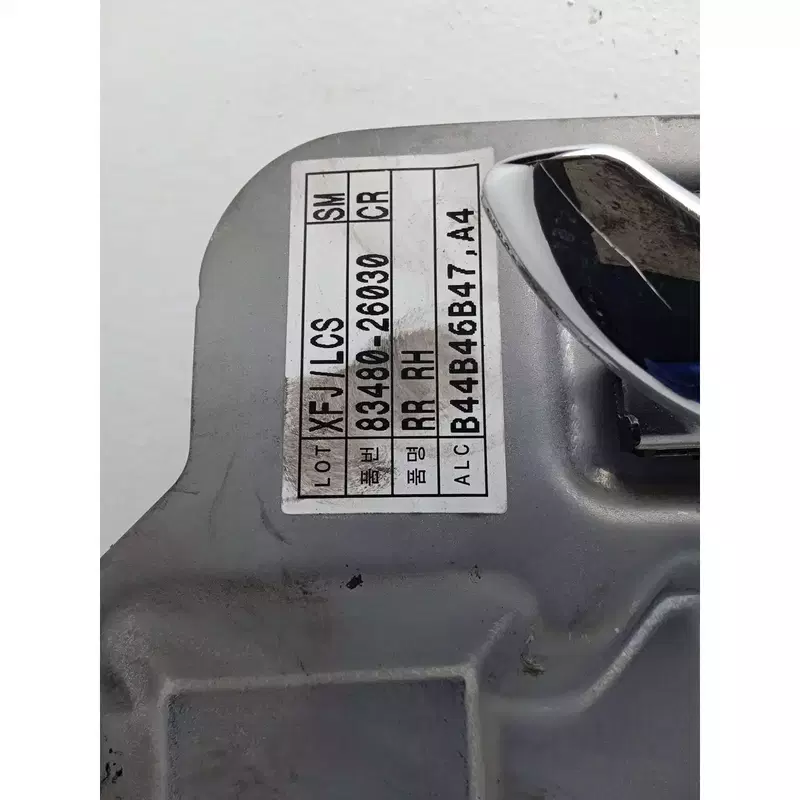 LOT XFJ/LCS SM
품번 83480-26030 CR
품명 RR RH
ALC B44B46B47,A4